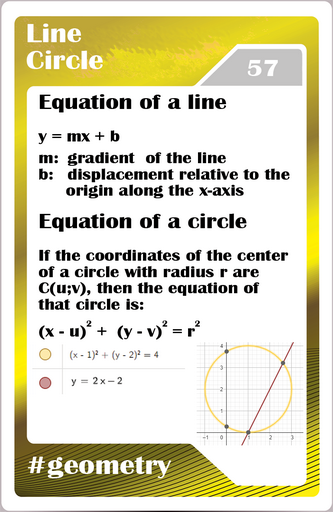 Line
Circle
57
Equation of a line
y = mx + b
m: gradient of the line
b: displacement relative to the
origin along the x-axis
Equation of a circle
If the coordinates of the center
of a circle with radius r are
C(u;v), then the equation of
that circle is:
(x - u)² + (y - v)² = r²
(x - 1)² + (y - 2)² = 4
y = 2x − 2
4
3
2
1
-1 0 1 2 3
#geometry